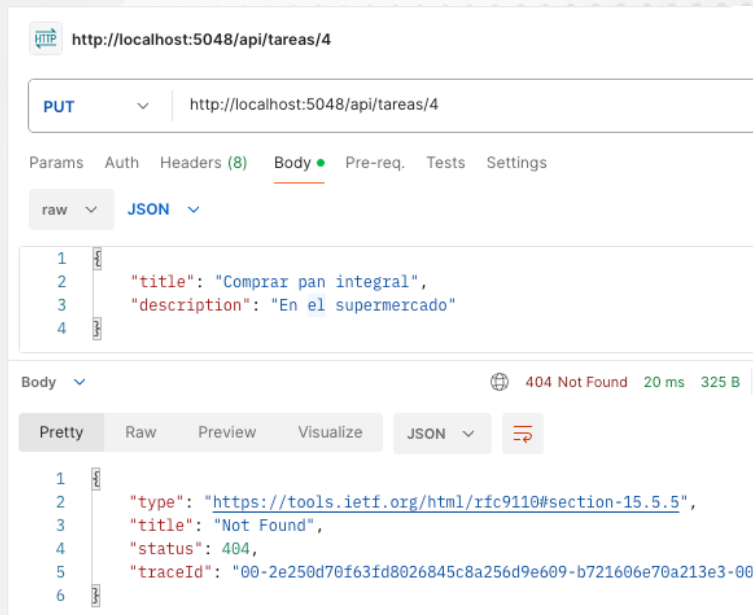 HTTP http://localhost:5048/api/tareas/4
PUT http://localhost:5048/api/tareas/4
Params Auth Headers (8) Body Pre-req. Tests Settings
raw JSON
1 {
2 "title": "Comprar pan integral",
3 "description": "En el supermercado"
4 }
Body 404 Not Found 20 ms 325 B
Pretty Raw Preview Visualize JSON
1 {
2 "type": "https://tools.ietf.org/html/rfc9110#section-15.5.5",
3 "title": "Not Found",
4 "status": 404,
5 "traceId": "00-2e250d70f63fd8026845c8a256d9e609-b721606e70a213e3-00
6 }